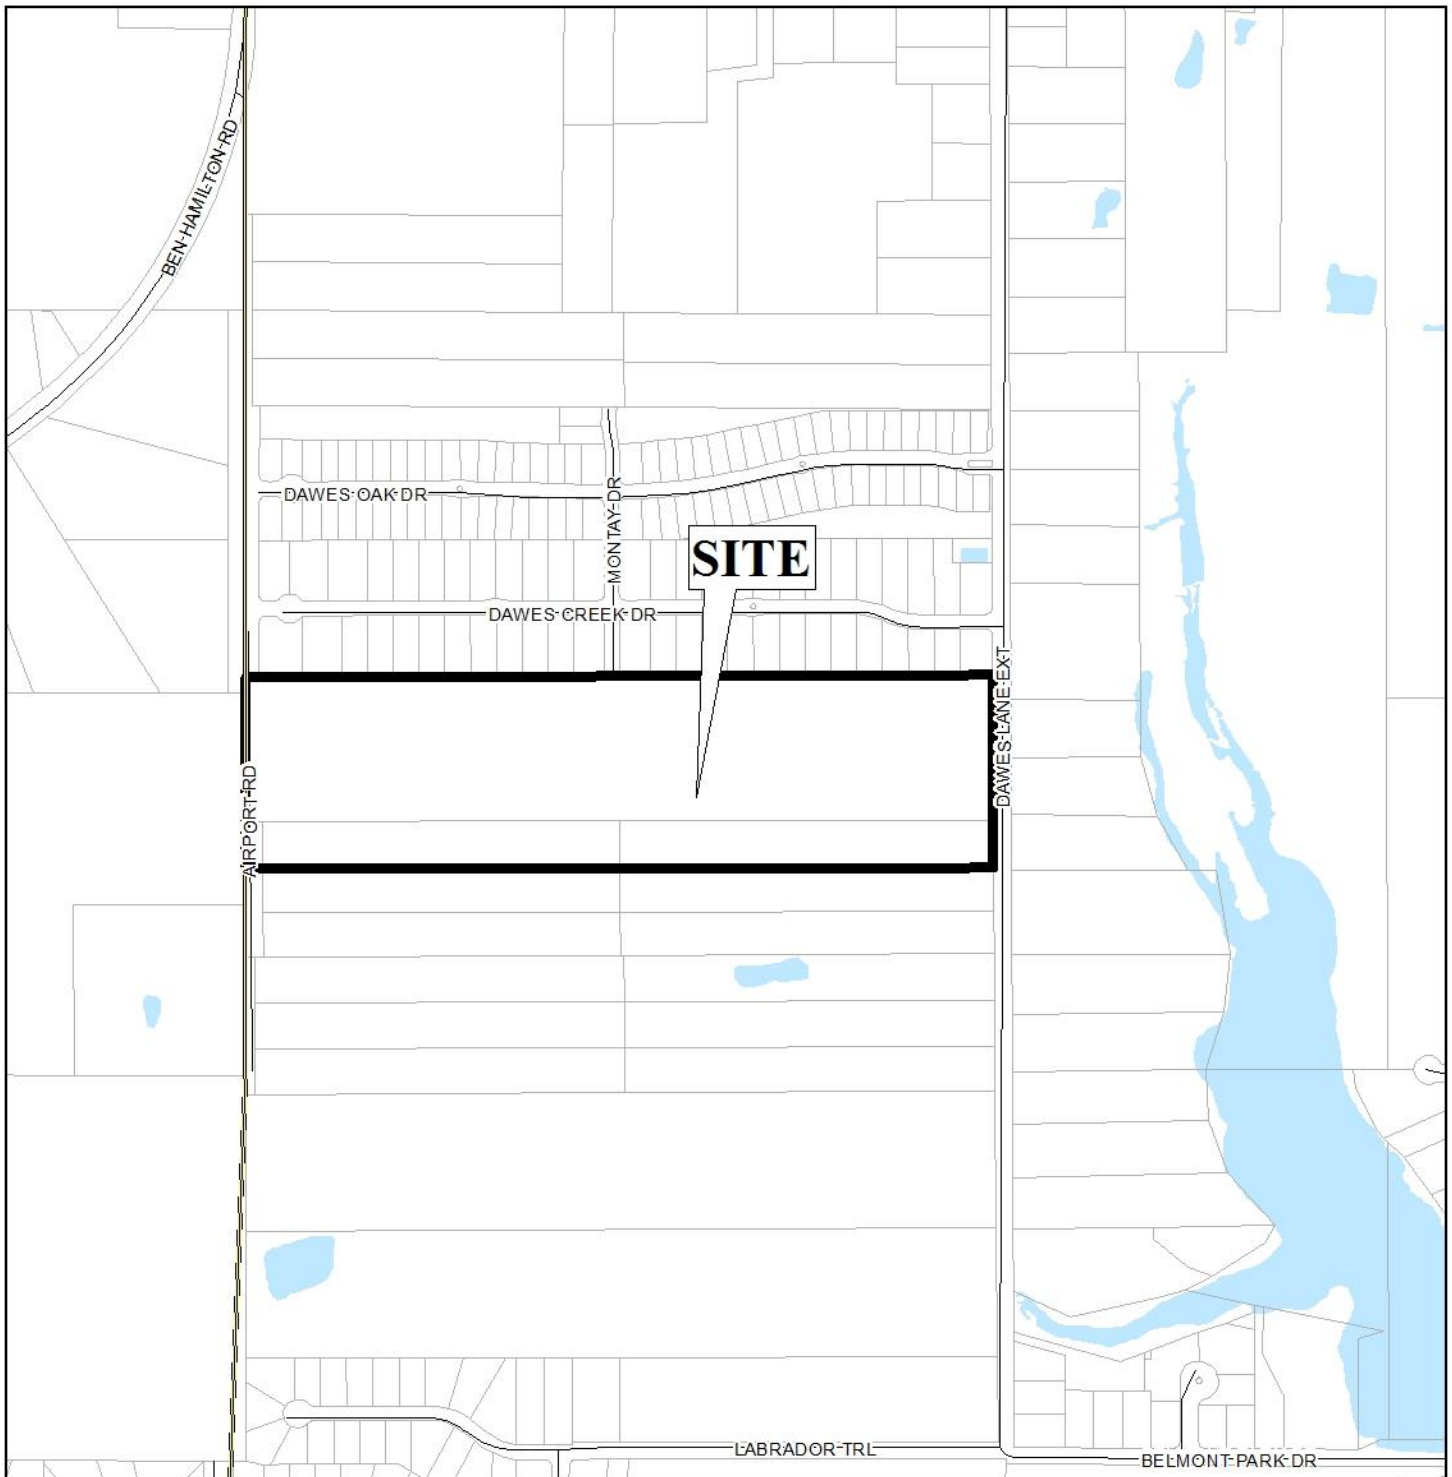 BEN-HAMILTON-RD
DAWES-OAK-DR
MONTAY-DR
SITE
DAWES-CREEK-DR
DAWES-LANE-EXT
AIRPORT-RD
LABRADOR-TRL
BELMONT-PARK-DR